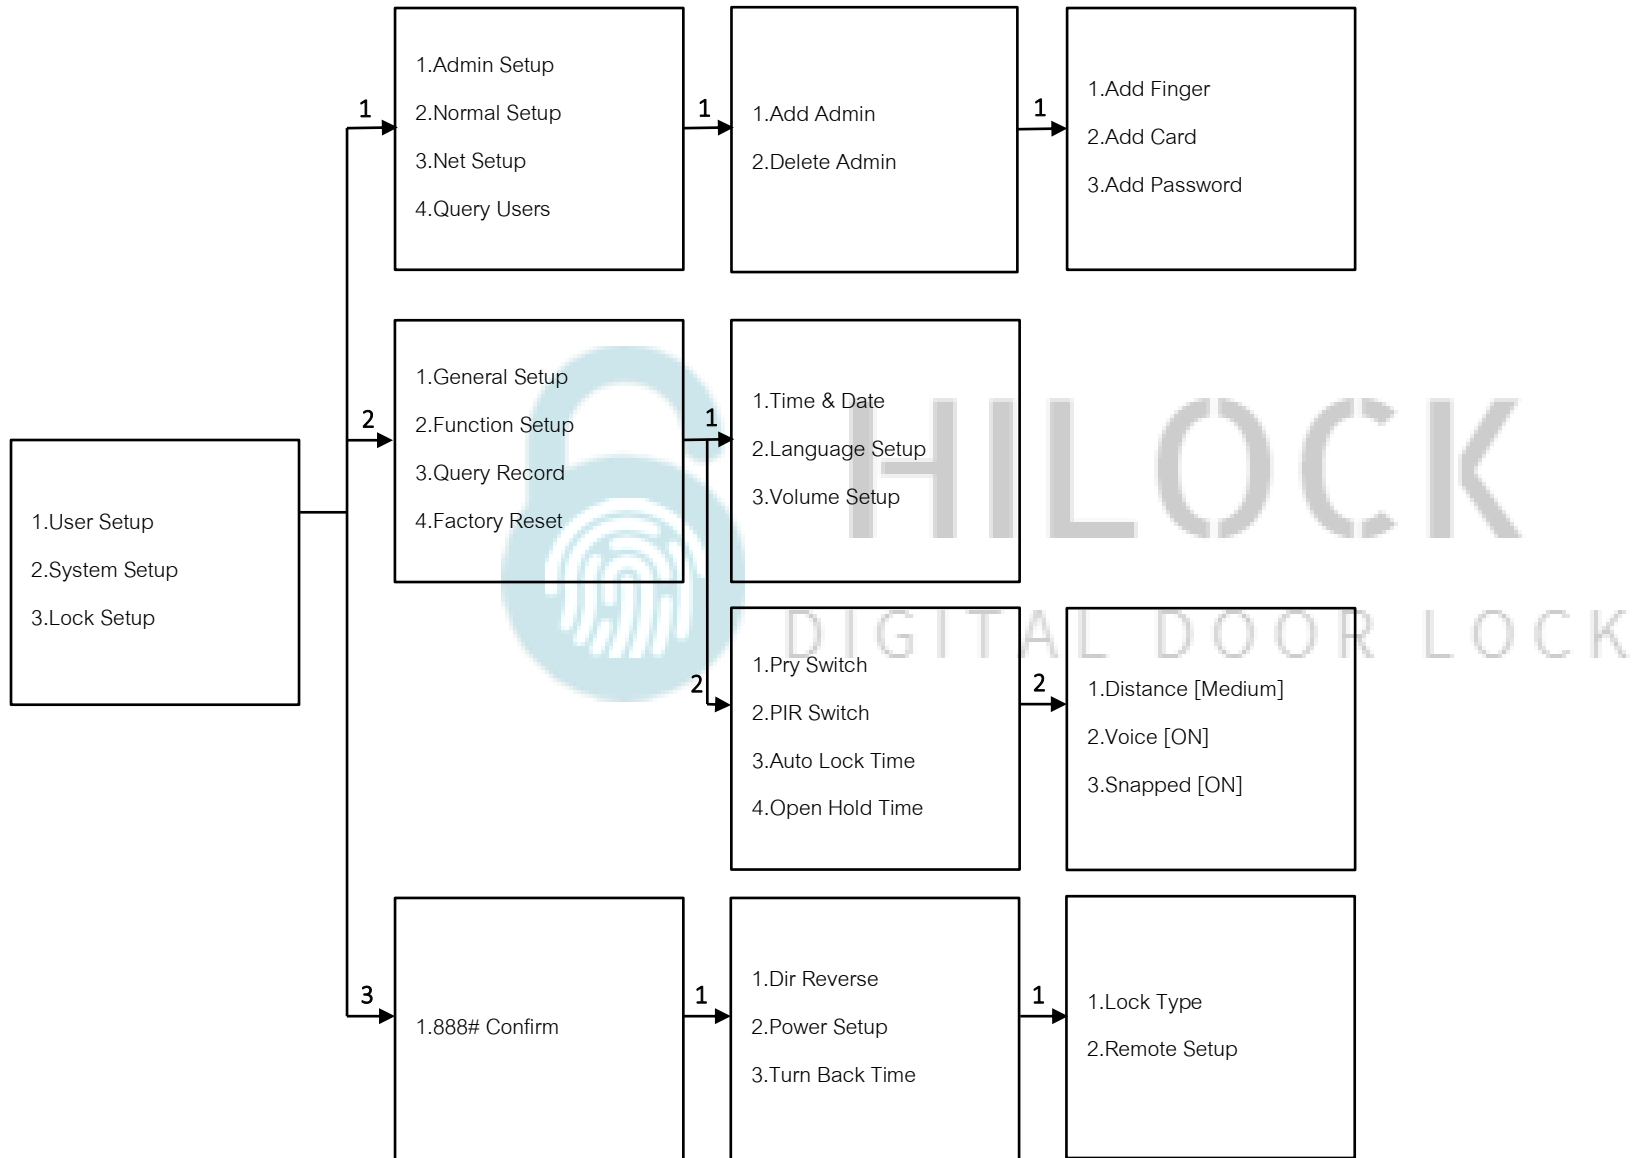 1.User Setup
2.System Setup
3.Lock Setup
1
1.Admin Setup
2.Normal Setup
3.Net Setup
4.Query Users
1
1.Add Admin
2.Delete Admin
1
1.Add Finger
2.Add Card
3.Add Password
2
1.General Setup
2.Function Setup
3.Query Record
4.Factory Reset
1
1.Time & Date
2.Language Setup
3.Volume Setup
HILOCK
DIGITAL DOOR LOCK
2
1.Pry Switch
2.PIR Switch
3.Auto Lock Time
4.Open Hold Time
2
1.Distance [Medium]
2.Voice [ON]
3.Snapped [ON]
3
1.888# Confirm
1
1.Dir Reverse
2.Power Setup
3.Turn Back Time
1
1.Lock Type
2.Remote Setup